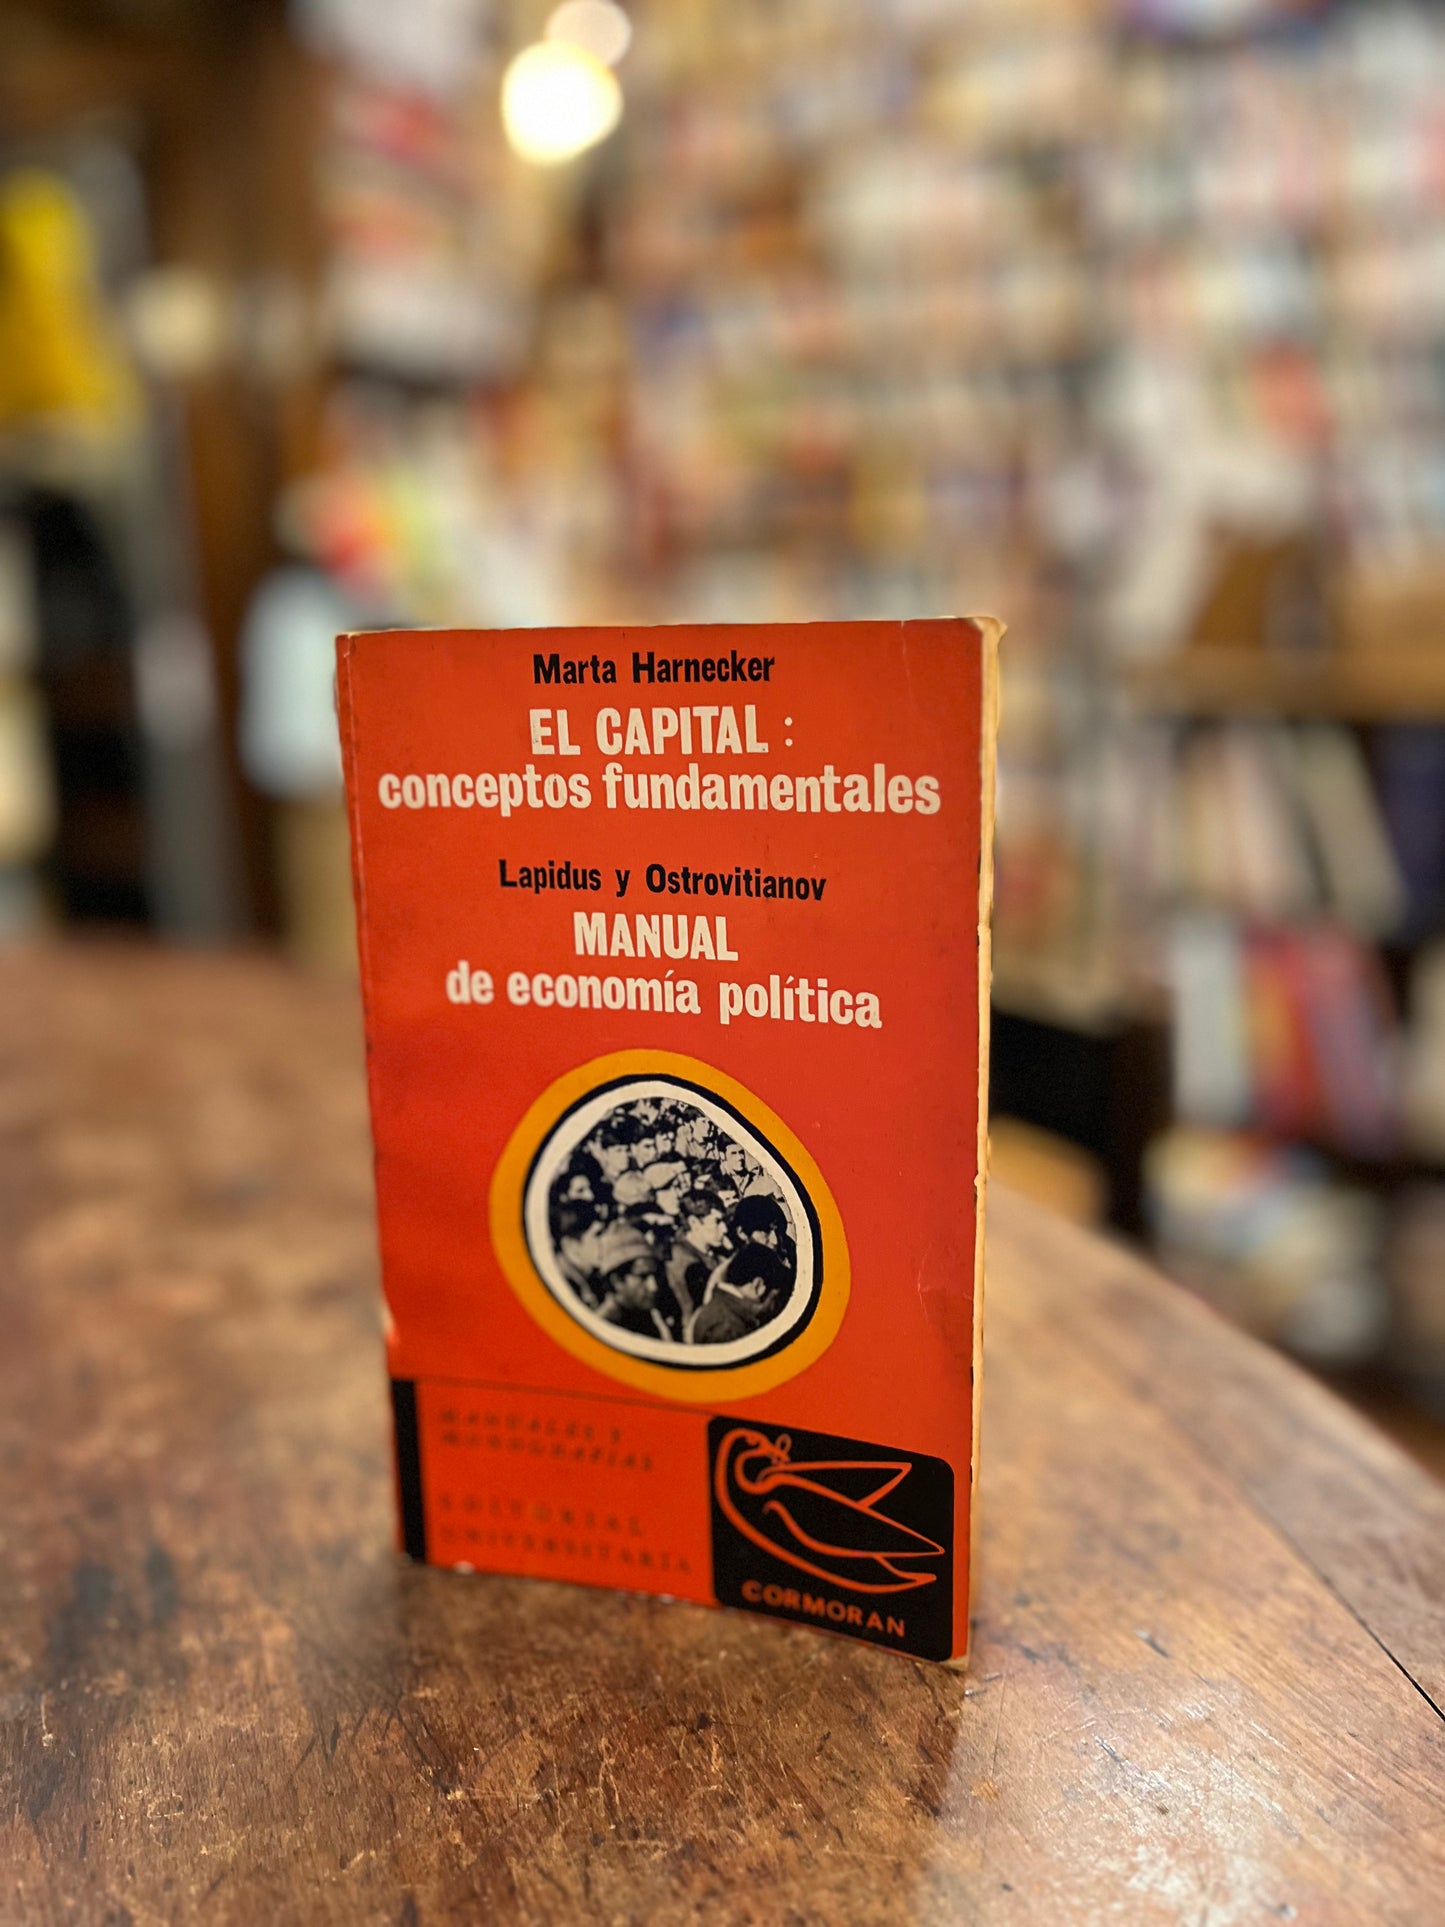 Marta Harnecker
EL CAPITAL :
conceptos fundamentales
Lapidus y Ostrovitianov
MANUAL
de economía política
MANUALES Y
MONOGRAFIAS
EDITORIAL
UNIVERSITARIA
CORMORAN